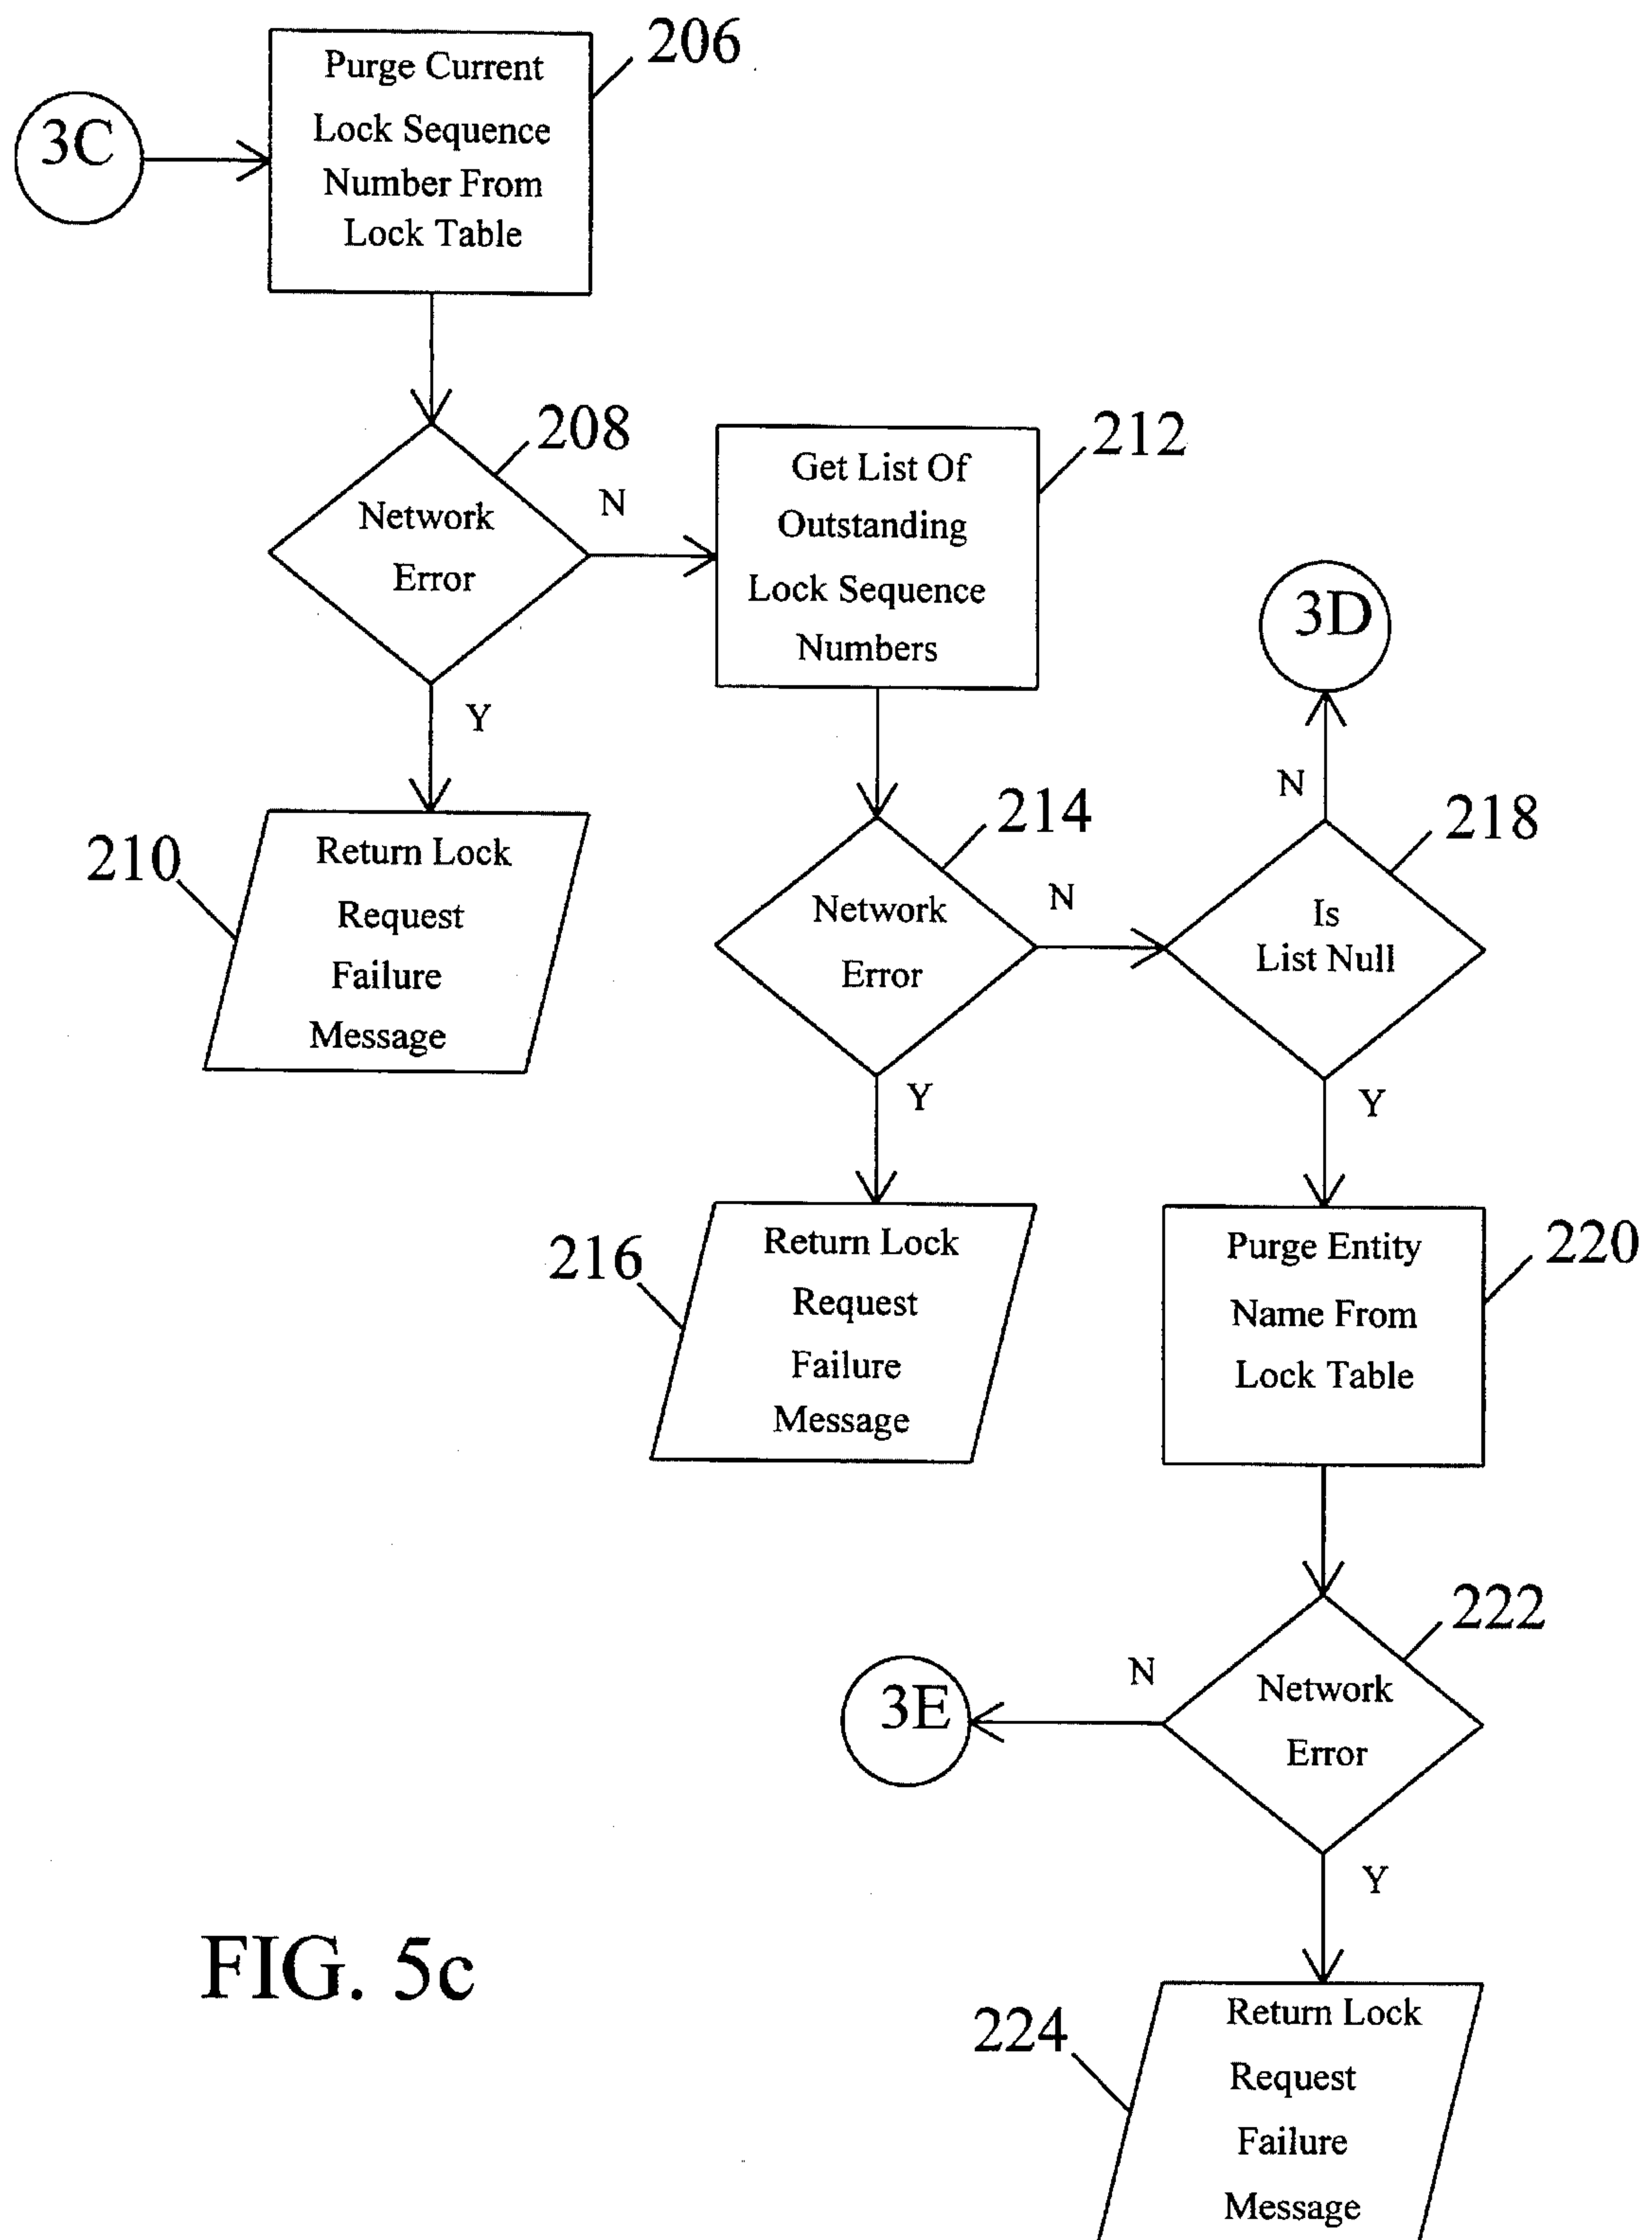 206
3C
Purge Current
Lock Sequence
Number From
Lock Table
208
Network
Error
N
Y
212
Get List Of
Outstanding
Lock Sequence
Numbers
210
Return Lock
Request
Failure
Message
214
Network
Error
N
Y
3D
N
218
Is
List Null
Y
216
Return Lock
Request
Failure
Message
220
Purge Entity
Name From
Lock Table
222
Network
Error
N
3E
Y
224
Return Lock
Request
Failure
Message
FIG. 5c